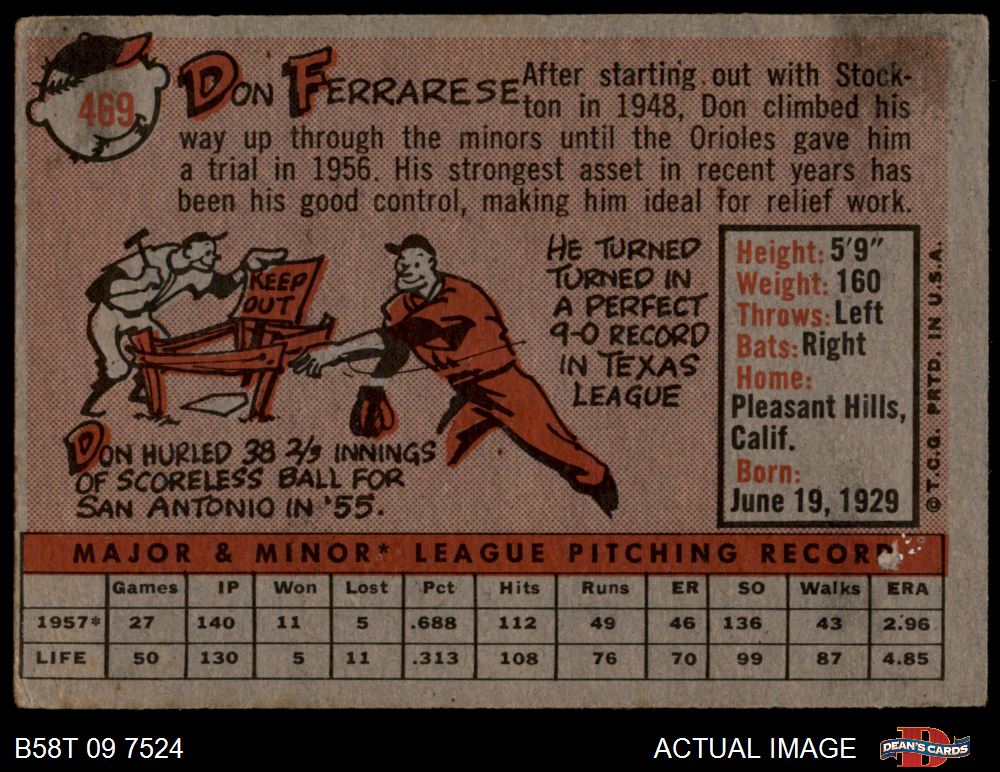 469
DON FERRARESE After starting out with Stock-
ton in 1948, Don climbed his
way up through the minors until the Orioles gave him
a trial in 1956. His strongest asset in recent years has
been his good control, making him ideal for relief work.
KEEP
OUT
DON HURLED 38 2/3 INNINGS
OF SCORELESS BALL FOR
SAN ANTONIO IN '55.
HE TURNED
TURNED IN
A PERFECT
9-0 RECORD
IN TEXAS
LEAGUE
Height: 5'9"
Weight: 160
Throws: Left
Bats: Right
Home:
Pleasant Hills,
Calif.
Born:
June 19, 1929
©T.C.G. PRTD. IN U.S.A.
MAJOR & MINOR* LEAGUE PITCHING RECORD
Games IP Won Lost Pct Hits Runs ER SO Walks ERA
1957* 27 140 11 5 .688 112 49 46 136 43 2.96
LIFE 50 130 5 11 .313 108 76 70 99 87 4.85
B58T 09 7524
ACTUAL IMAGE
D
DEAN'S CARDS